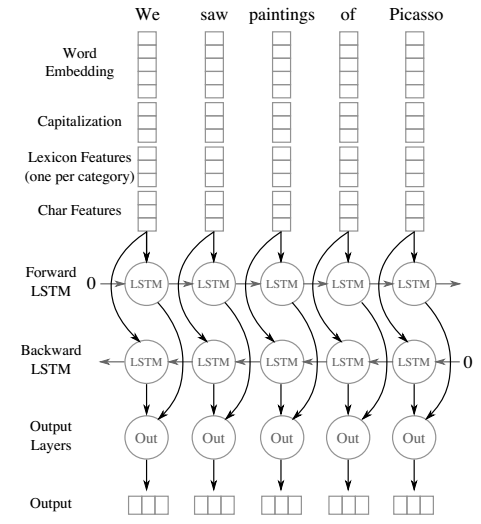 We saw paintings of Picasso
Word
Embedding
Capitalization
Lexicon Features
(one per category)
Char Features
Forward
LSTM
0 LSTM LSTM LSTM LSTM LSTM
Backward
LSTM
LSTM LSTM LSTM LSTM LSTM 0
Output
Layers
Out Out Out Out Out
Output